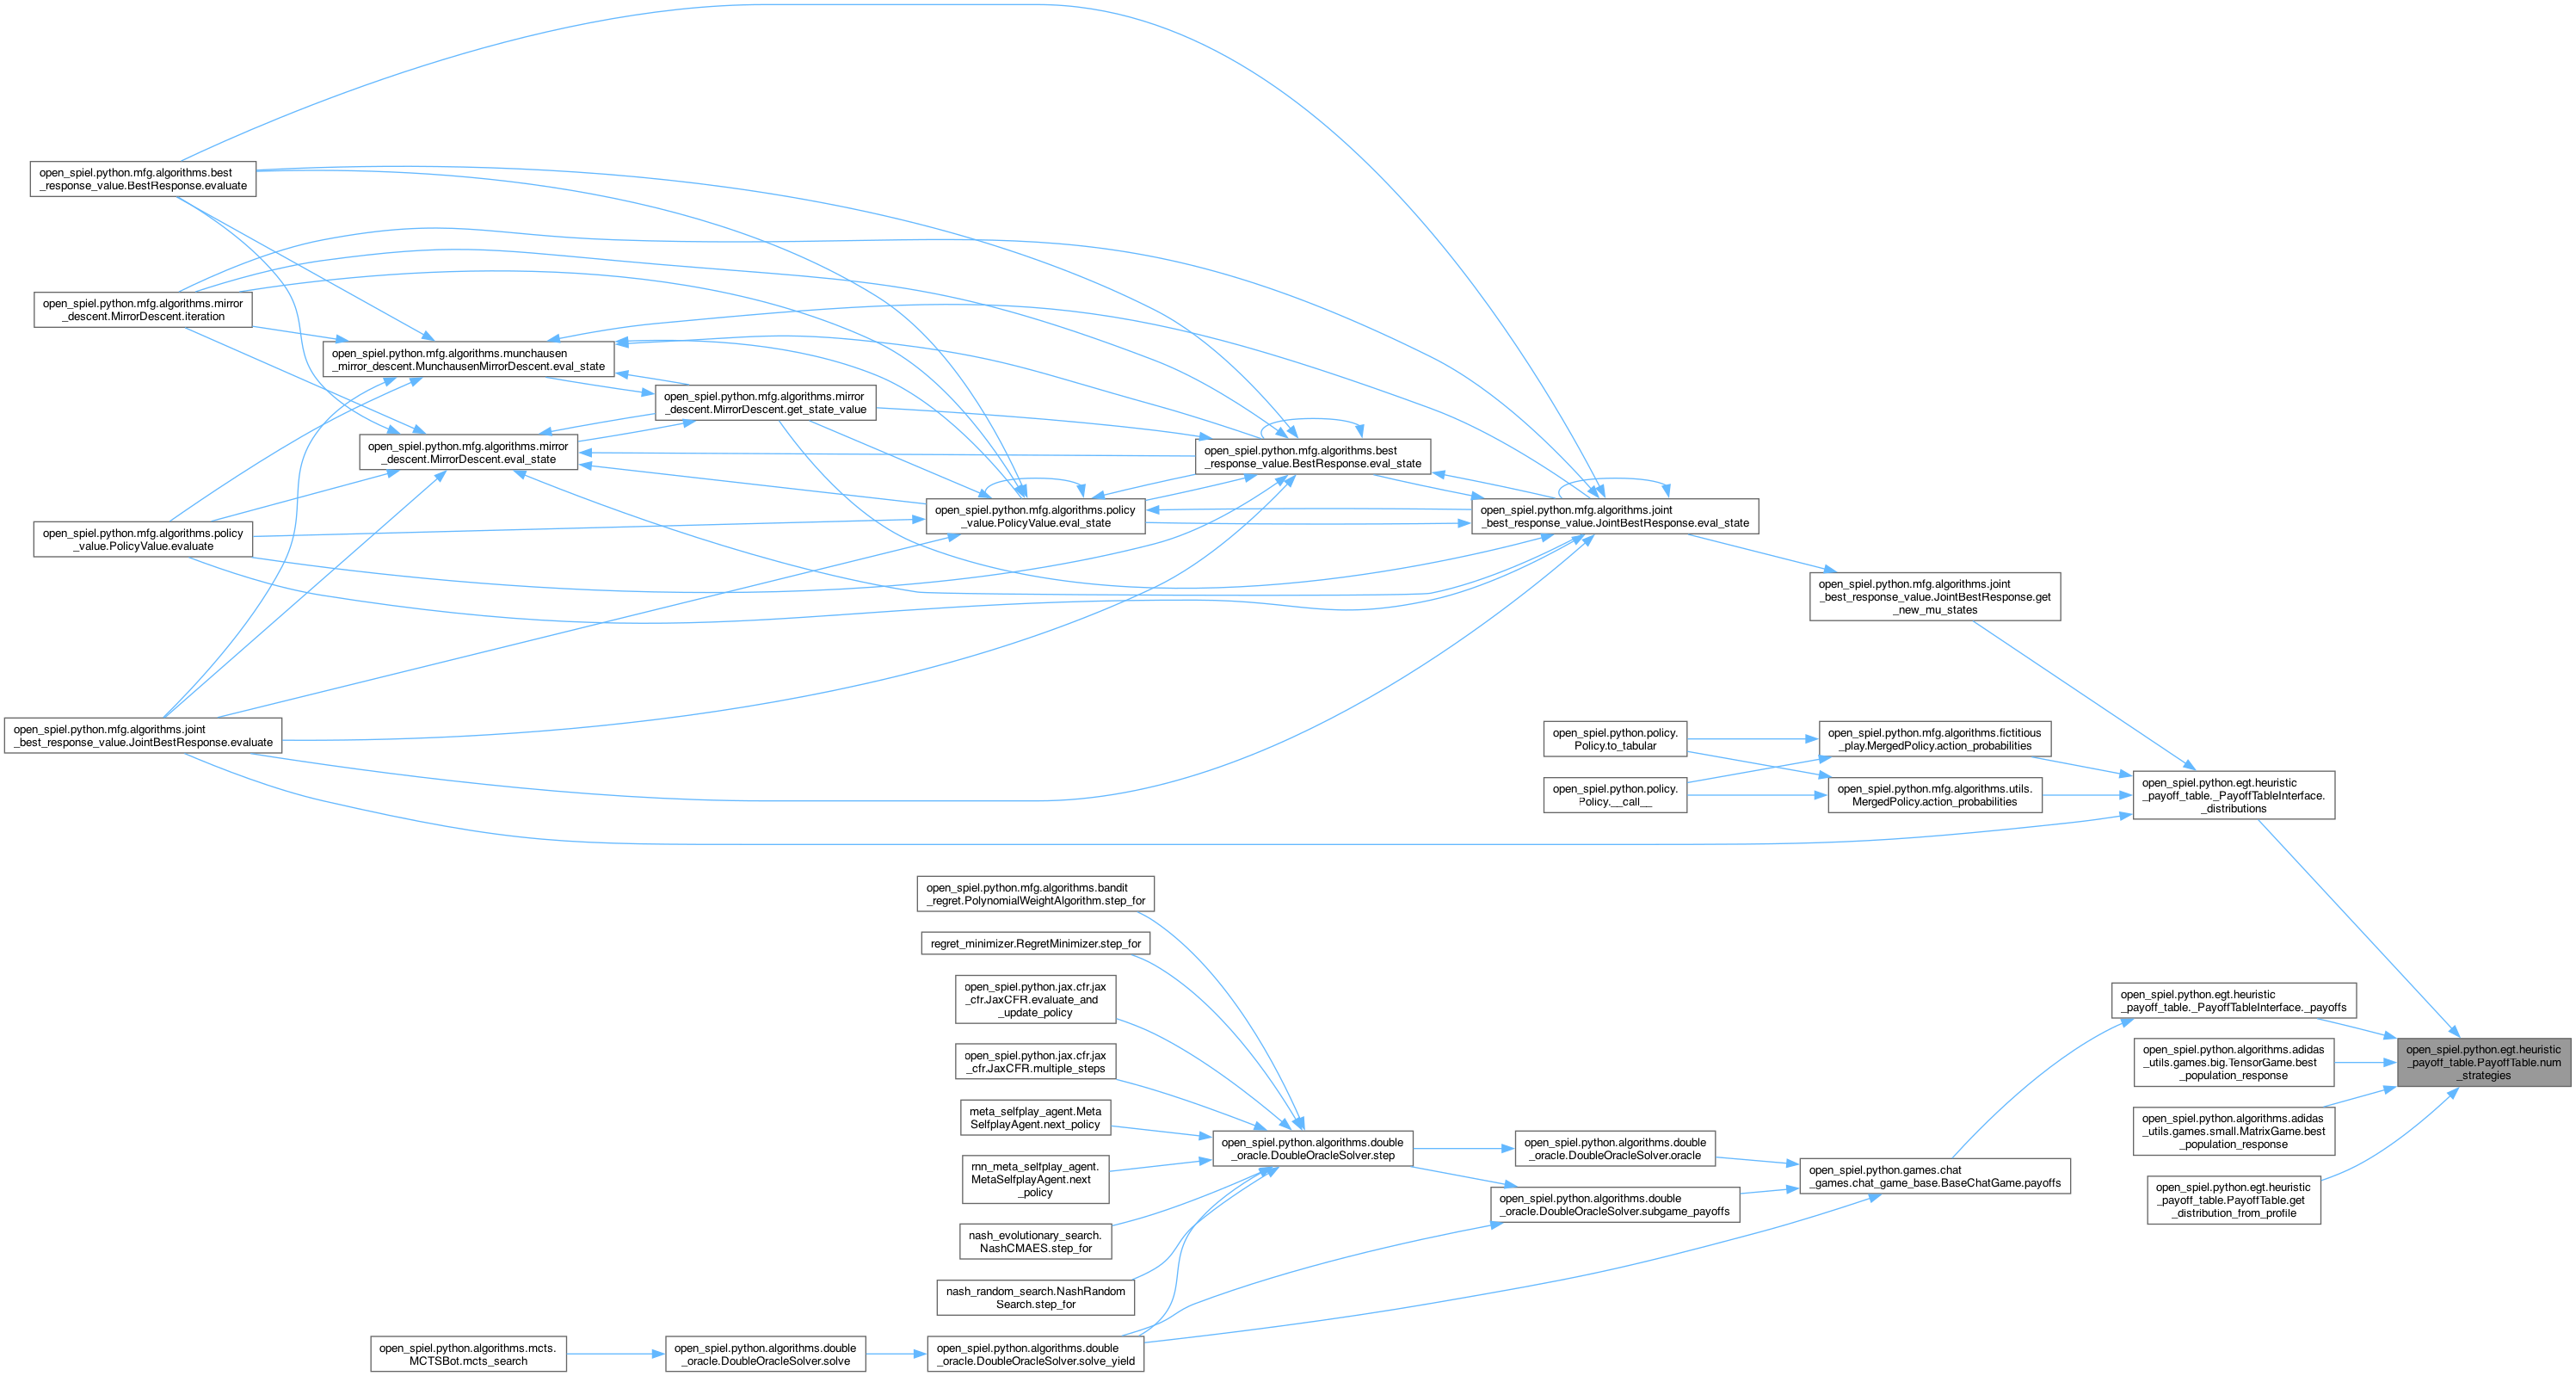 open_spiel.python.mfg.algorithms.best
_response_value.BestResponse.evaluate
open_spiel.python.mfg.algorithms.mirror
_descent.MirrorDescent.iteration
open_spiel.python.mfg.algorithms.munchausen
_mirror_descent.MunchausenMirrorDescent.eval_state
open_spiel.python.mfg.algorithms.mirror
_descent.MirrorDescent.get_state_value
open_spiel.python.mfg.algorithms.mirror
_descent.MirrorDescent.eval_state
open_spiel.python.mfg.algorithms.best
_response_value.BestResponse.eval_state
open_spiel.python.mfg.algorithms.policy
_value.PolicyValue.eval_state
open_spiel.python.mfg.algorithms.joint
_best_response_value.JointBestResponse.eval_state
open_spiel.python.mfg.algorithms.policy
_value.PolicyValue.evaluate
open_spiel.python.mfg.algorithms.joint
_best_response_value.JointBestResponse.get
_new_mu_states
open_spiel.python.mfg.algorithms.joint
_best_response_value.JointBestResponse.evaluate
open_spiel.python.policy.
Policy.to_tabular
open_spiel.python.mfg.algorithms.fictitious
_play.MergedPolicy.action_probabilities
open_spiel.python.policy.
Policy.__call__
open_spiel.python.mfg.algorithms.utils.
MergedPolicy.action_probabilities
open_spiel.python.egt.heuristic
_payoff_table._PayoffTableInterface.
_distributions
open_spiel.python.mfg.algorithms.bandit
_regret.PolynomialWeightAlgorithm.step_for
regret_minimizer.RegretMinimizer.step_for
open_spiel.python.jax.cfr.jax
_cfr.JaxCFR.evaluate_and
_update_policy
open_spiel.python.egt.heuristic
_payoff_table._PayoffTableInterface._payoffs
open_spiel.python.jax.cfr.jax
_cfr.JaxCFR.multiple_steps
open_spiel.python.algorithms.adidas
_utils.games.big.TensorGame.best
_population_response
open_spiel.python.egt.heuristic
_payoff_table.PayoffTable.num
_strategies
meta_selfplay_agent.Meta
SelfplayAgent.next_policy
open_spiel.python.algorithms.adidas
_utils.games.small.MatrixGame.best
_population_response
open_spiel.python.algorithms.double
_oracle.DoubleOracleSolver.step
open_spiel.python.algorithms.double
_oracle.DoubleOracleSolver.oracle
rnn_meta_selfplay_agent.
MetaSelfplayAgent.next
_policy
open_spiel.python.games.chat
_games.chat_game_base.BaseChatGame.payoffs
open_spiel.python.algorithms.double
_oracle.DoubleOracleSolver.subgame_payoffs
open_spiel.python.egt.heuristic
_payoff_table.PayoffTable.get
_distribution_from_profile
nash_evolutionary_search.
NashCMAES.step_for
nash_random_search.NashRandom
Search.step_for
open_spiel.python.algorithms.mcts.
MCTSBot.mcts_search
open_spiel.python.algorithms.double
_oracle.DoubleOracleSolver.solve
open_spiel.python.algorithms.double
_oracle.DoubleOracleSolver.solve_yield